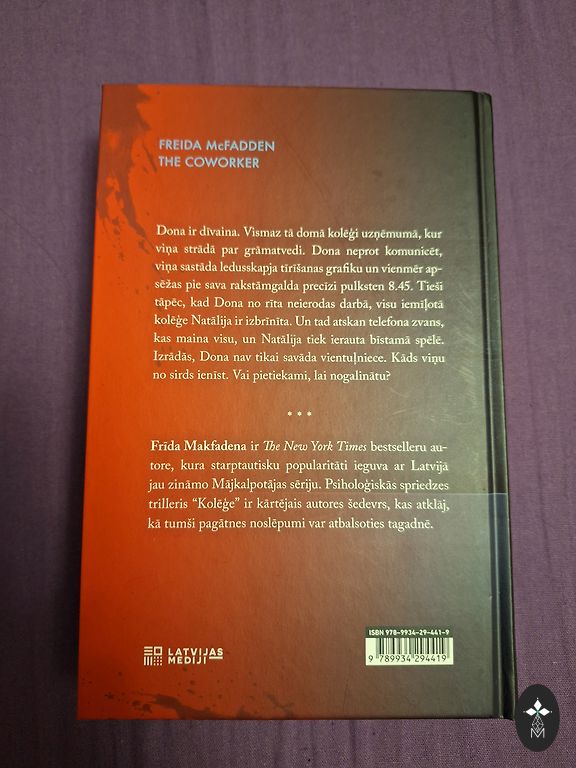 FREIDA McFADDEN
THE COWORKER
Dona ir dīvaina. Vismaz tā domā kolēģi uzņēmumā, kur
viņa strādā par grāmatvedi. Dona neprot komunicēt,
viņa sastāda ledusskapja tīrīšanas grafiku un vienmēr ap-
sēžas pie sava rakstāmgalda precīzi pulksten 8.45. Tieši
tāpēc, kad Dona no rīta neierodas darbā, visu iemīļotā
kolēģe Natālija ir izbrīnīta. Un tad atskan telefona zvans,
kas maina visu, un Natālija tiek ierauta bīstamā spēlē.
Izrādās, Dona nav tikai savāda vientuļniece. Kāds viņu
no sirds ienīst. Vai pietiekami, lai nogalinātu?
* * *
Frīda Makfadena ir The New York Times bestselleru au-
tore, kura starptautisku popularitāti ieguva ar Latvijā
jau zināmo Mājkalpotājas sēriju. Psiholoģiskās spriedzes
trilleris “Kolēģe” ir kārtējais autores šedevrs, kas atklāj,
kā tumši pagātnes noslēpumi var atbalsoties tagadnē.
ISBN 978-9934-29-441-9
9 789934 294419
LATVIJAS
MEDIJI
M